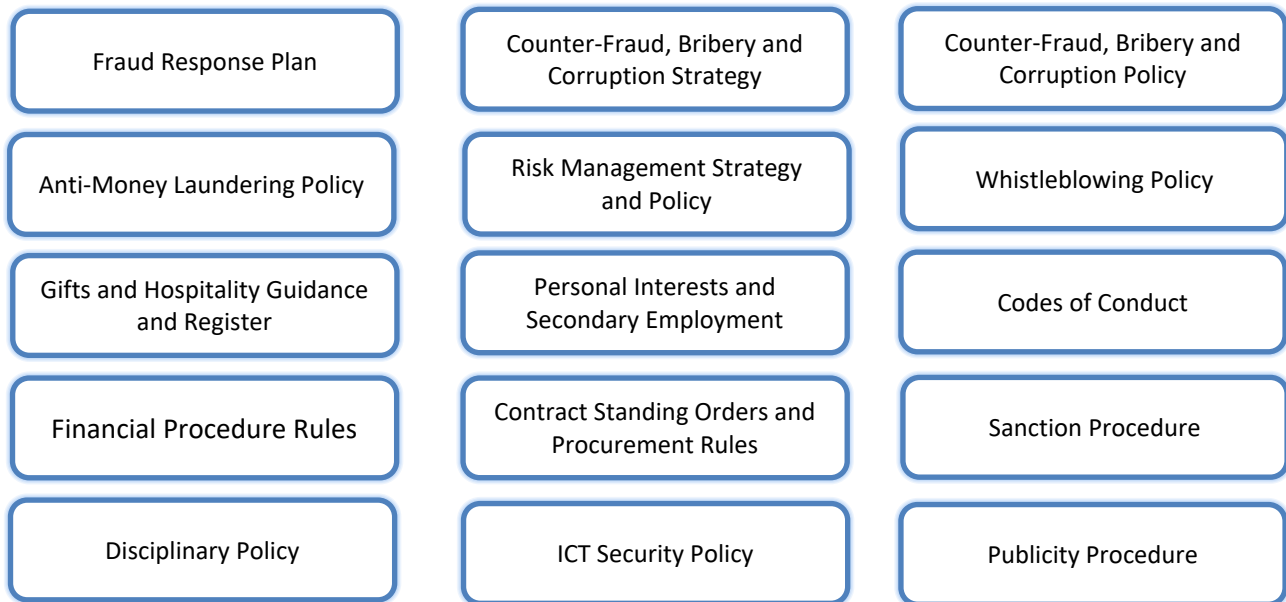 Fraud Response Plan
Counter-Fraud, Bribery and
Corruption Strategy
Counter-Fraud, Bribery and
Corruption Policy
Anti-Money Laundering Policy
Risk Management Strategy
and Policy
Whistleblowing Policy
Gifts and Hospitality Guidance
and Register
Personal Interests and
Secondary Employment
Codes of Conduct
Financial Procedure Rules
Contract Standing Orders and
Procurement Rules
Sanction Procedure
Disciplinary Policy
ICT Security Policy
Publicity Procedure